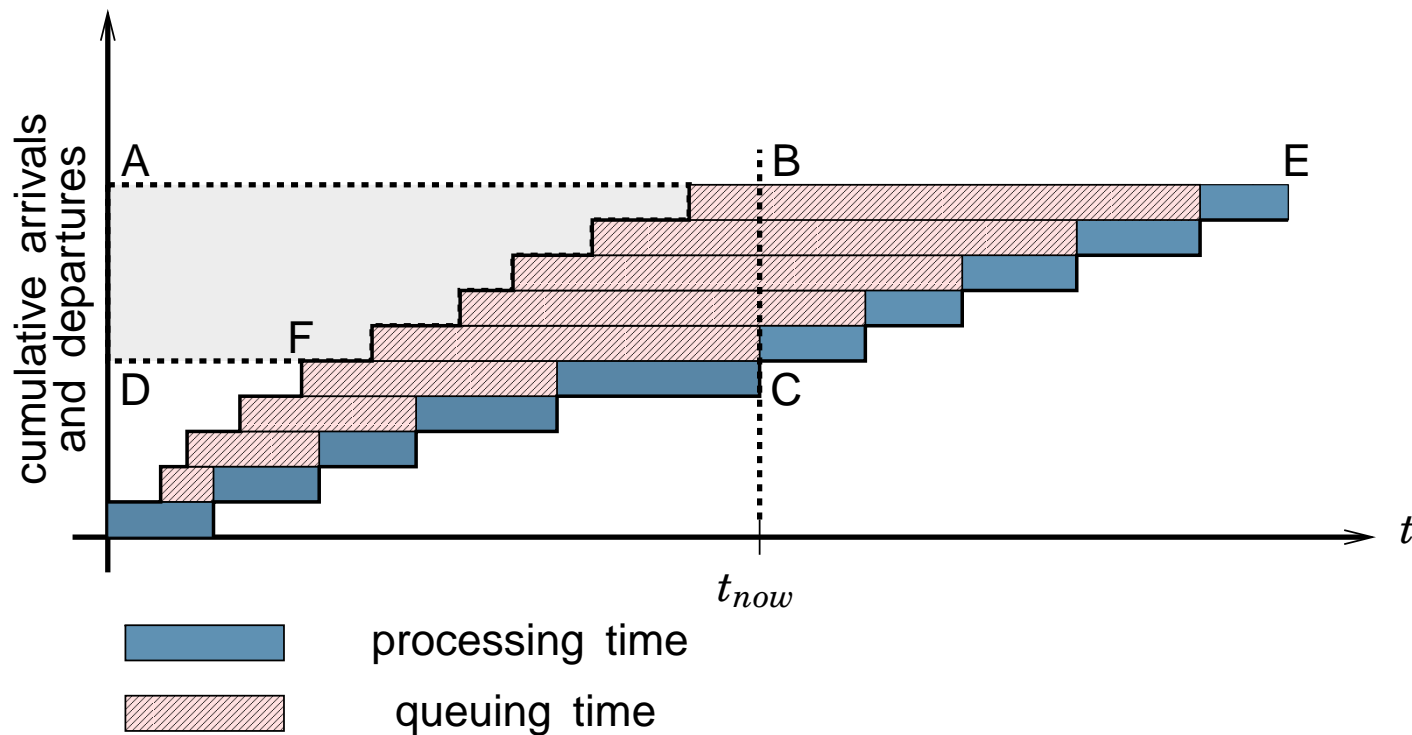 cumulative arrivals
and departures
A
B
E
F
D
C
t
t_now
processing time
queuing time